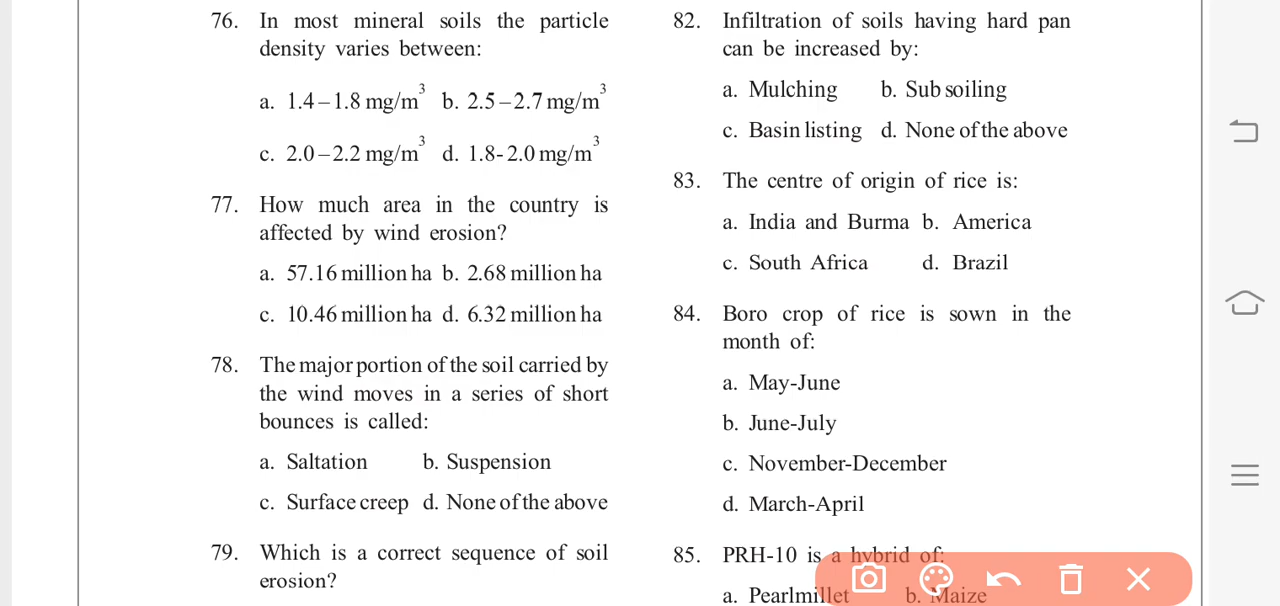 76. In most mineral soils the particle
density varies between:
a. 1.4–1.8 mg/m³ b. 2.5–2.7 mg/m³
c. 2.0–2.2 mg/m³ d. 1.8-2.0 mg/m³
77. How much area in the country is
affected by wind erosion?
a. 57.16 million ha b. 2.68 million ha
c. 10.46 million ha d. 6.32 million ha
78. The major portion of the soil carried by
the wind moves in a series of short
bounces is called:
a. Saltation b. Suspension
c. Surface creep d. None of the above
79. Which is a correct sequence of soil
erosion?
82. Infiltration of soils having hard pan
can be increased by:
a. Mulching b. Sub soiling
c. Basin listing d. None of the above
83. The centre of origin of rice is:
a. India and Burma b. America
c. South Africa d. Brazil
84. Boro crop of rice is sown in the
month of:
a. May-June
b. June-July
c. November-December
d. March-April
85. PRH-10 is a hybrid of:
a. Pearlmillet b. Maize